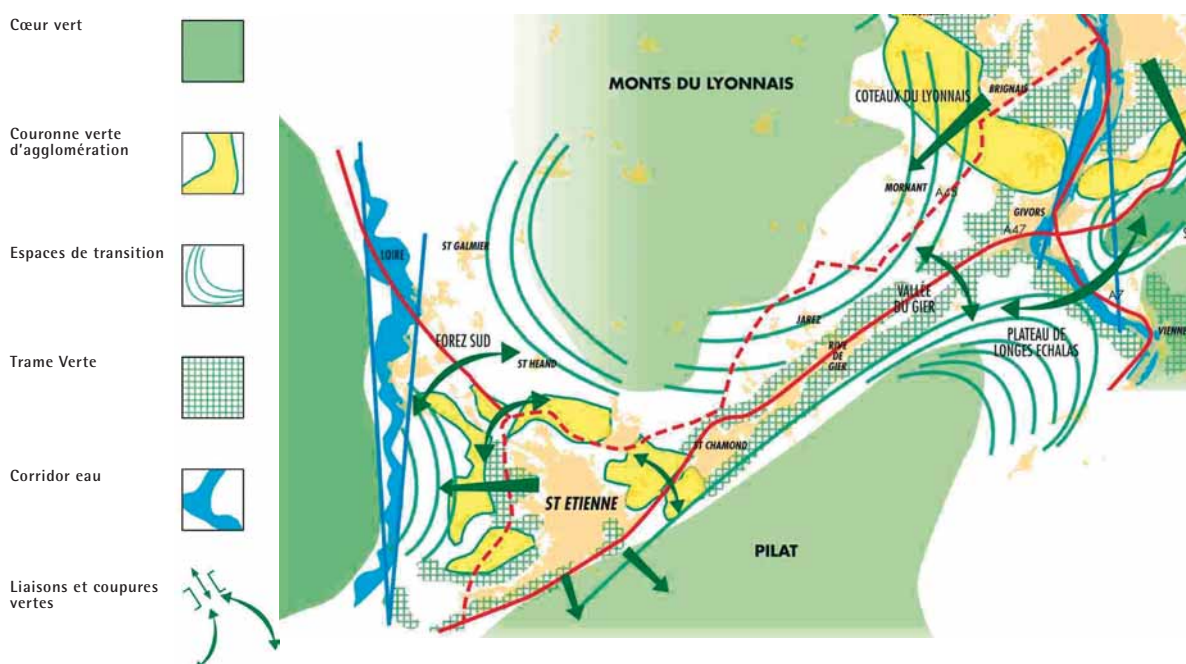 Cœur vert
Couronne verte
d'agglomération
Espaces de transition
Trame Verte
Corridor eau
Liaisons et coupures
vertes
MONTS DU LYONNAIS
COTEAUX DU LYONNAIS
BRIGNAIS
MORNANT
A45
GIVORS
A47
ST GALMIER
LOIRE
VALLÉE
DU GIER
A7
JAREZ
PLATEAU DE
LONGES ECHALAS
VIENNE
FOREZ SUD
ST HEAND
RIVE
DE
GIER
ST CHAMOND
ST ETIENNE
PILAT